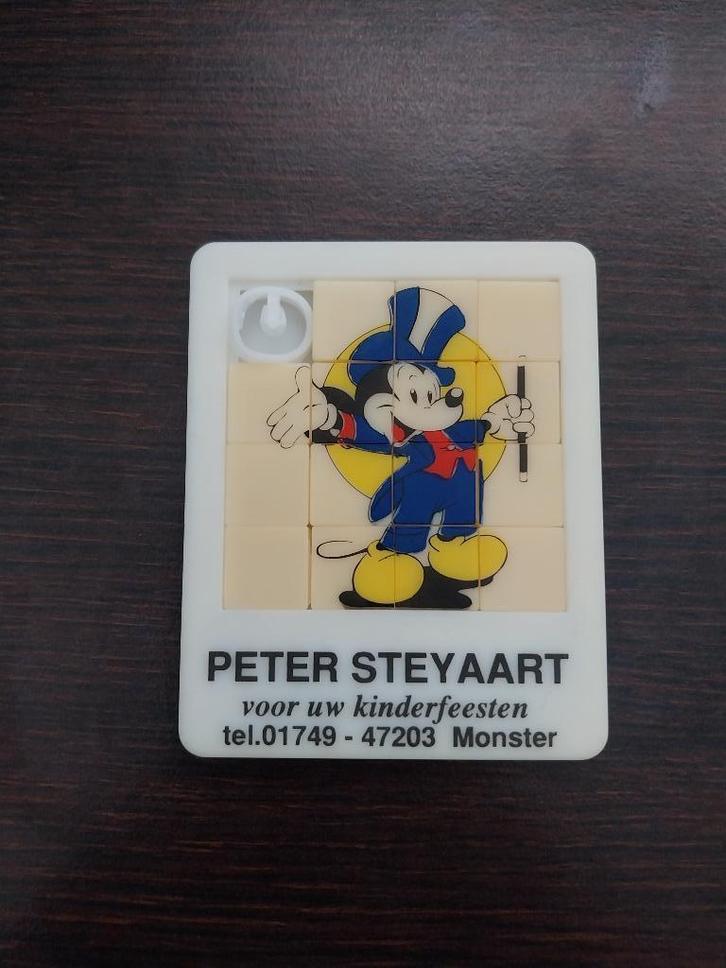 PETER STEYAART
voor uw kinderfeesten
tel.01749 - 47203 Monster